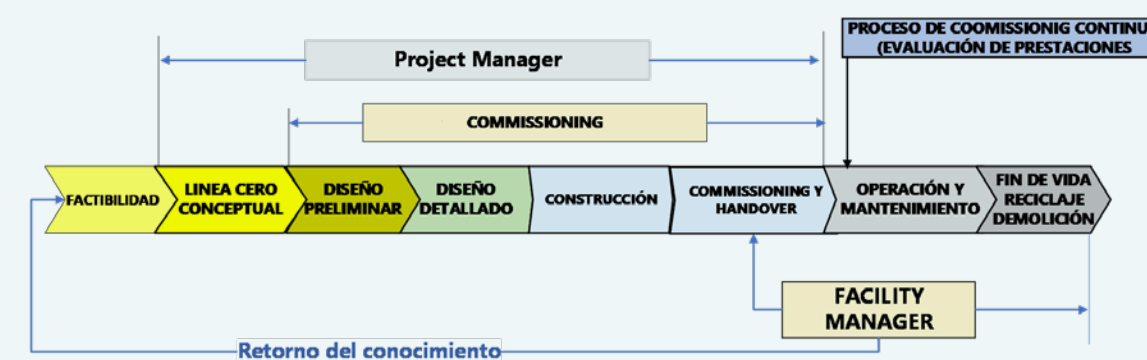 PROCESO DE COOMISSIONIG CONTINU
(EVALUACIÓN DE PRESTACIONES
Project Manager
COMMISSIONING
FACTIBILIDAD
LINEA CERO
CONCEPTUAL
DISEÑO
PRELIMINAR
DISEÑO
DETALLADO
CONSTRUCCIÓN
COMMISSIONING Y
HANDOVER
OPERACIÓN Y
MANTENIMIENTO
FIN DE VIDA
RECICLAJE
DEMOLICIÓN
FACILITY
MANAGER
Retorno del conocimiento